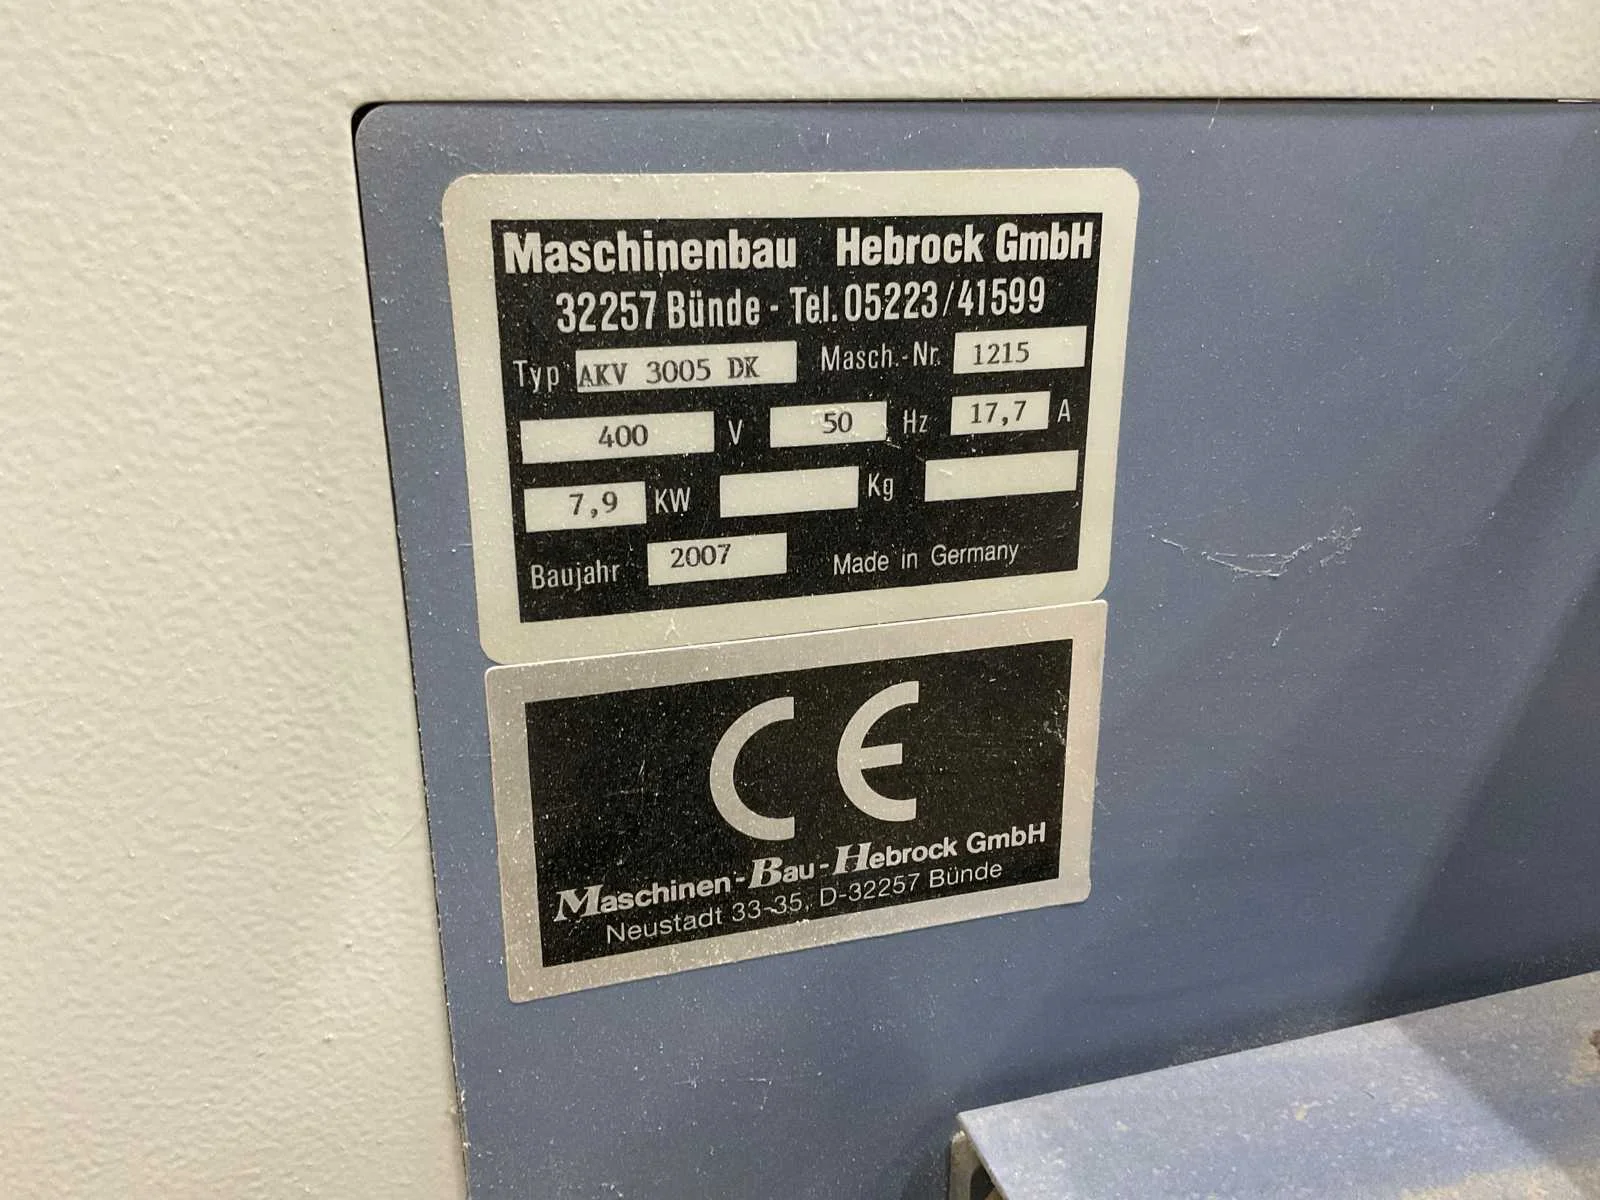 Maschinenbau Hebrock GmbH
32257 Bünde - Tel. 05223/41599
Typ AKV 3005 DK Masch.-Nr. 1215
400 V 50 Hz 17,7 A
7,9 KW Kg
Baujahr 2007 Made in Germany
CE
Maschinen-Bau-Hebrock GmbH
Neustadt 33-35, D-32257 Bünde